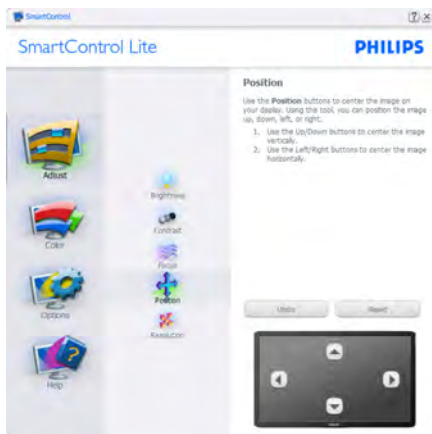 SmartControl
SmartControl Lite
PHILIPS
Adjust
Color
Options
Help
Brightness
Contrast
Focus
Position
Resolution
Position
Use the Position buttons to center the image on
your display. Using the tool, you can position the image
up, down, left, or right.
1. Use the Up/Down buttons to center the image
vertically.
2. Use the Left/Right buttons to center the image
horizontally.
Undo
Reset